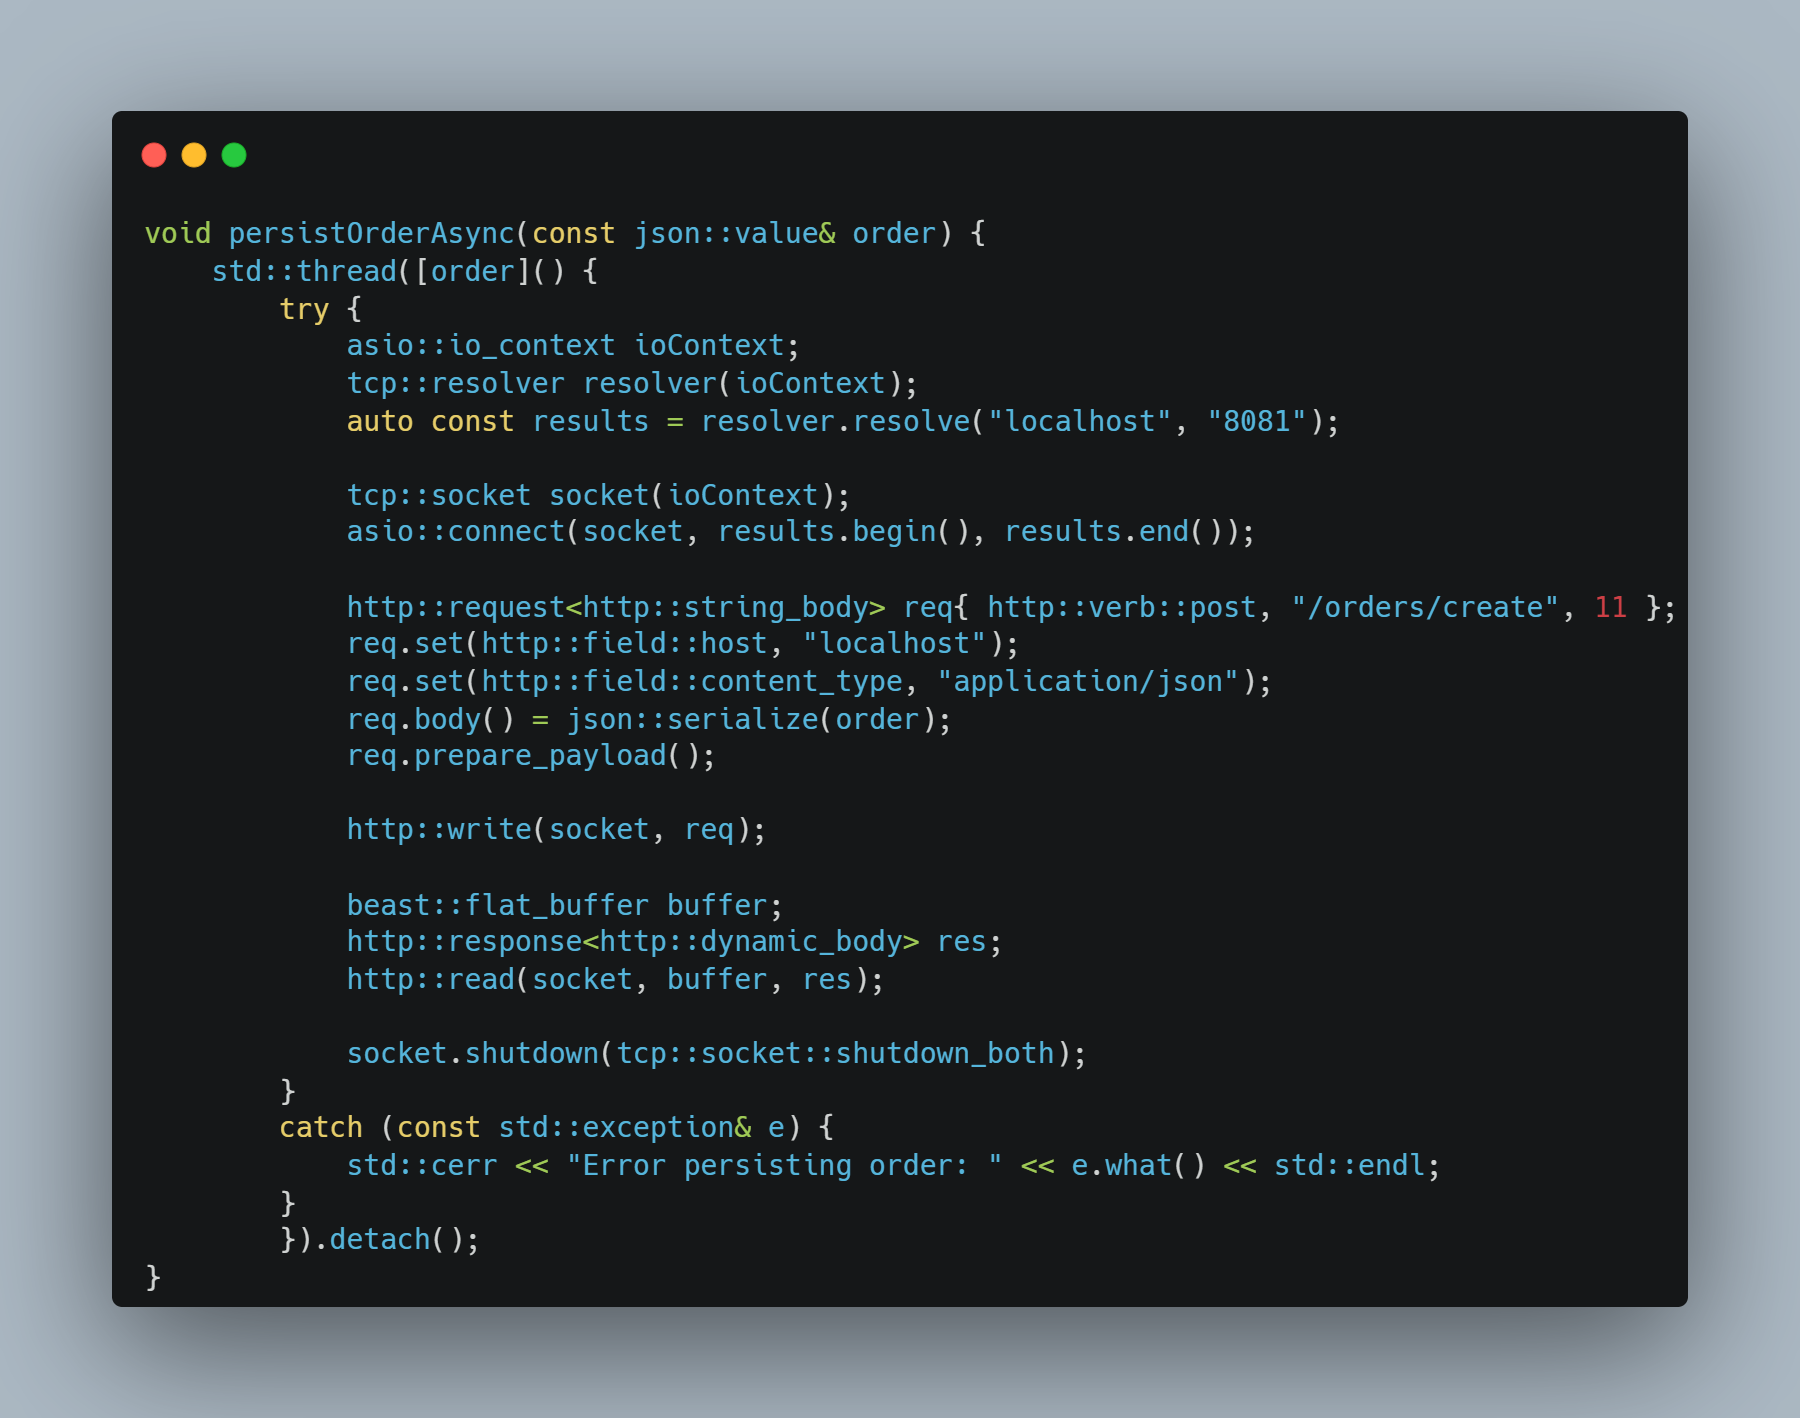 void persistOrderAsync(const json::value& order) {
    std::thread([order]() {
        try {
            asio::io_context ioContext;
            tcp::resolver resolver(ioContext);
            auto const results = resolver.resolve("localhost", "8081");

            tcp::socket socket(ioContext);
            asio::connect(socket, results.begin(), results.end());

            http::request<http::string_body> req{ http::verb::post, "/orders/create", 11 };
            req.set(http::field::host, "localhost");
            req.set(http::field::content_type, "application/json");
            req.body() = json::serialize(order);
            req.prepare_payload();

            http::write(socket, req);

            beast::flat_buffer buffer;
            http::response<http::dynamic_body> res;
            http::read(socket, buffer, res);

            socket.shutdown(tcp::socket::shutdown_both);
        }
        catch (const std::exception& e) {
            std::cerr << "Error persisting order: " << e.what() << std::endl;
        }
        }).detach();
}